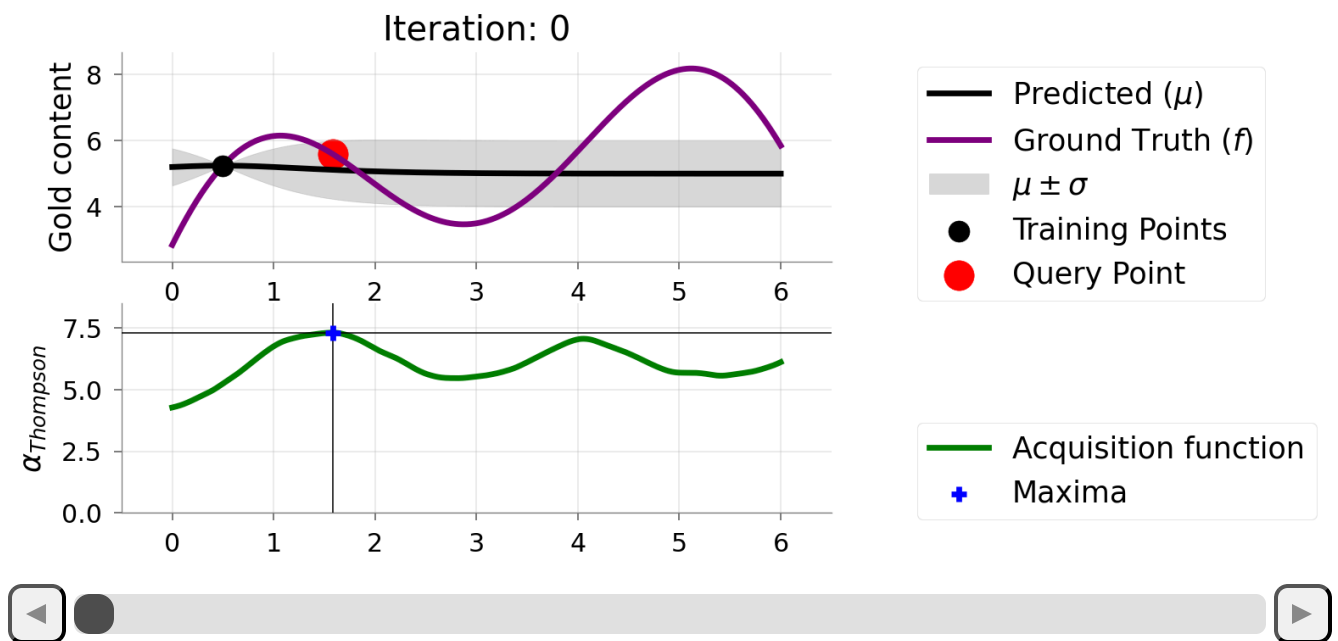 Iteration: 0
Gold content
8
6
4
0 1 2 3 4 5 6
Predicted (μ)
Ground Truth (f)
μ ± σ
Training Points
Query Point
α_Thompson
7.5
5.0
2.5
0.0
0 1 2 3 4 5 6
Acquisition function
Maxima